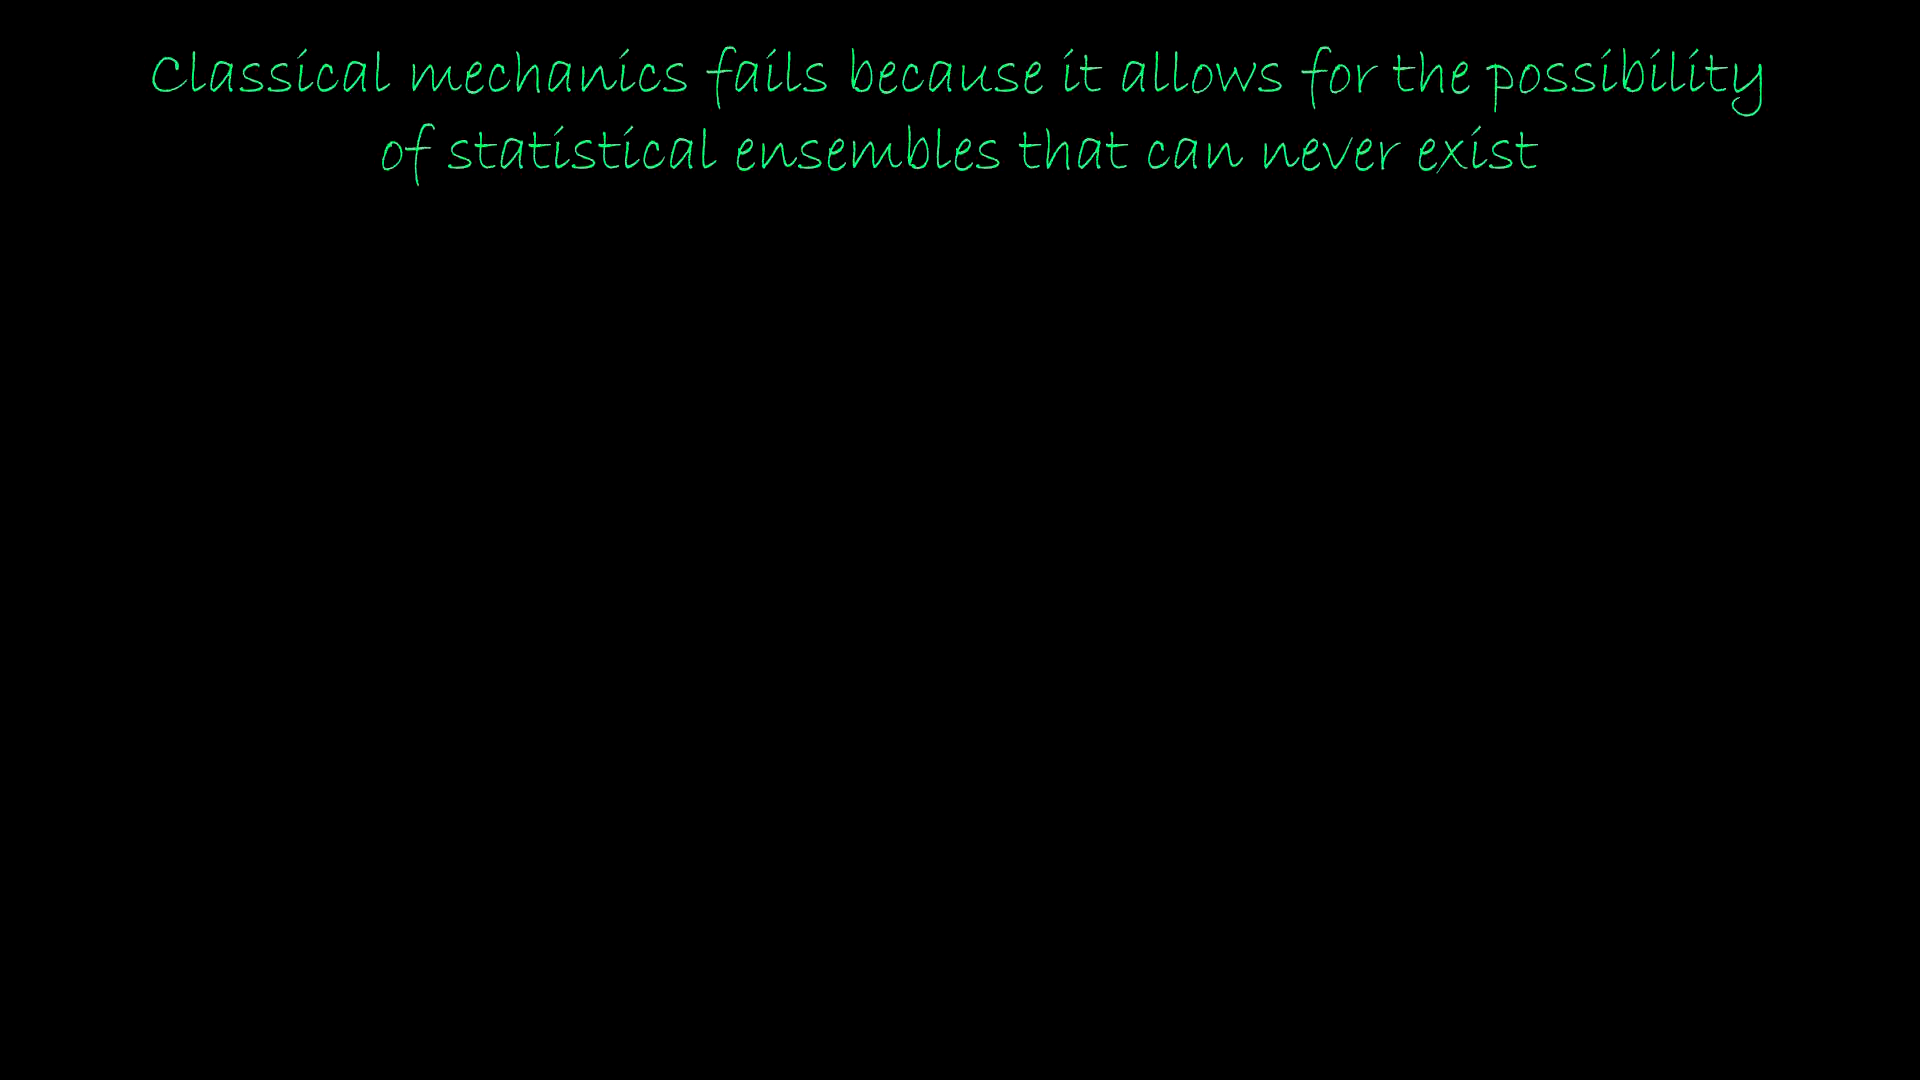 Classical mechanics fails because it allows for the possibility
of statistical ensembles that can never exist